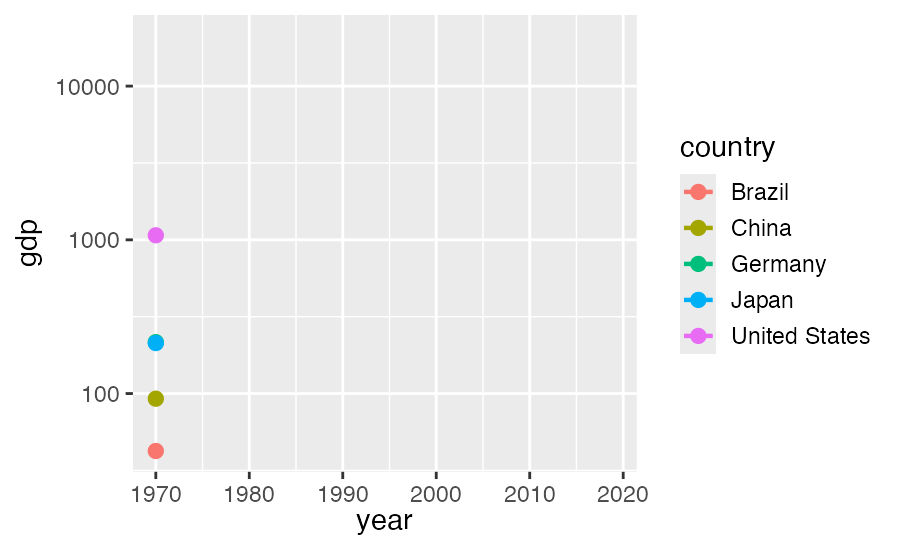 gdp
10000
1000
100
1970 1980 1990 2000 2010 2020
year
country
Brazil
China
Germany
Japan
United States